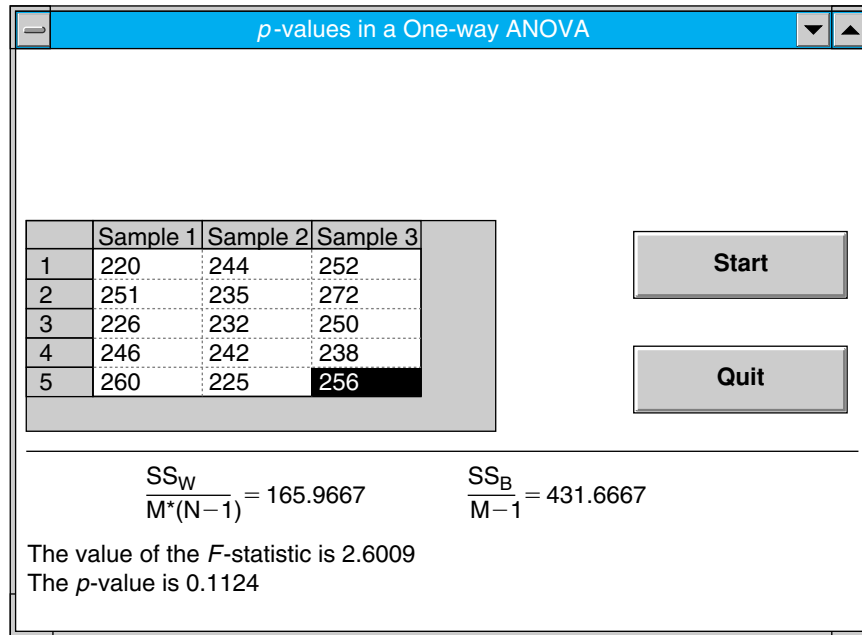 p-values in a One-way ANOVA
Sample 1 Sample 2 Sample 3
1 220 244 252
2 251 235 272
3 226 232 250
4 246 242 238
5 260 225 256
Start
Quit
SS_W / M*(N−1) = 165.9667
SS_B / M−1 = 431.6667
The value of the F-statistic is 2.6009
The p-value is 0.1124